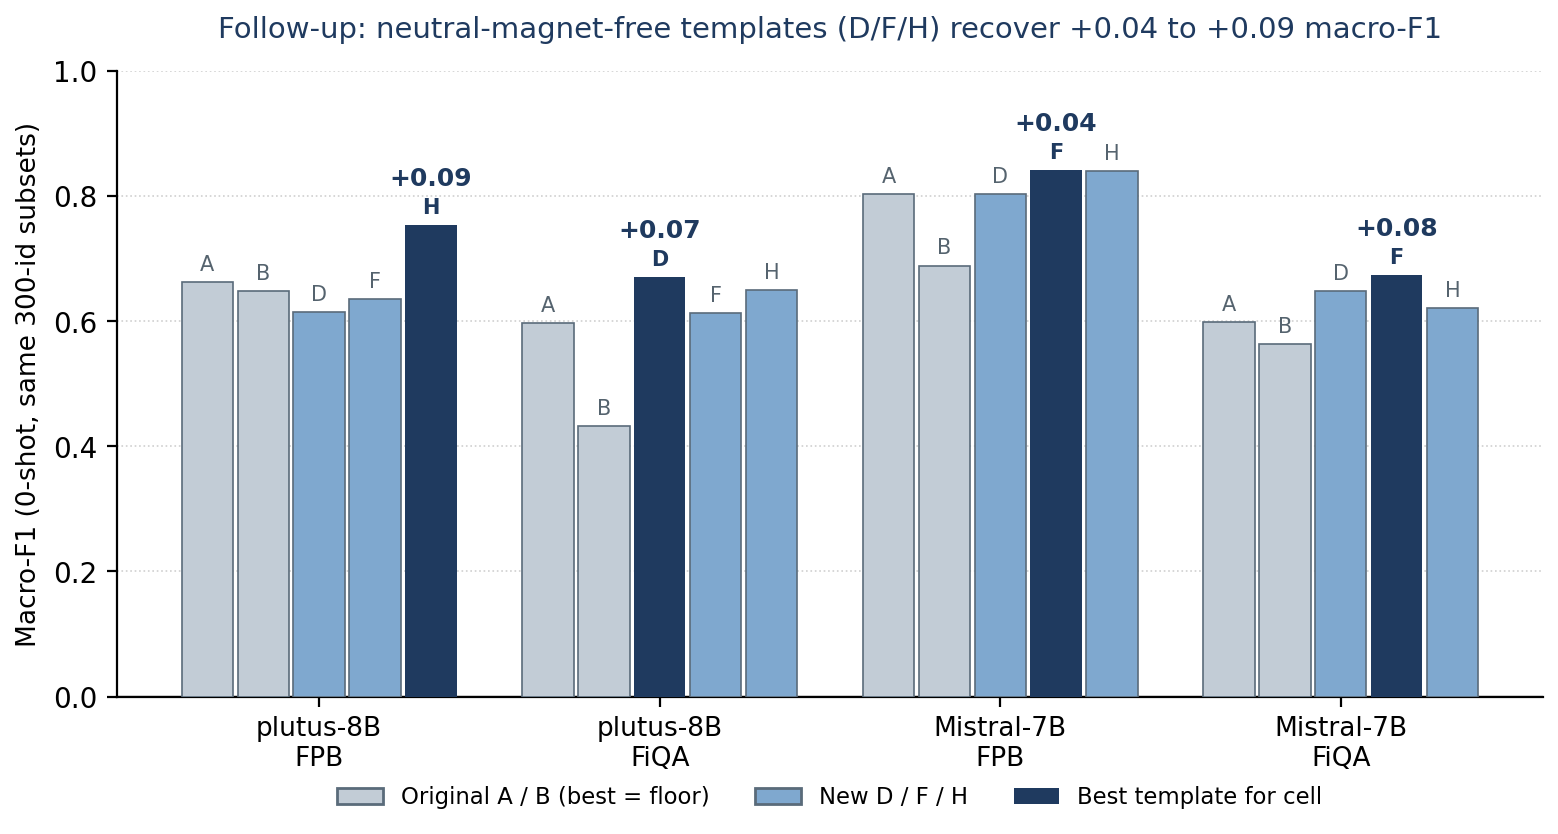 Follow-up: neutral-magnet-free templates (D/F/H) recover +0.04 to +0.09 macro-F1
Macro-F1 (0-shot, same 300-id subsets)
1.0
0.8
0.6
0.4
0.2
0.0
A
B
D
F
+0.09
H
A
B
+0.07
D
F
H
A
B
D
+0.04
F
H
A
B
D
+0.08
F
H
plutus-8B
FPB
plutus-8B
FiQA
Mistral-7B
FPB
Mistral-7B
FiQA
Original A / B (best = floor)
New D / F / H
Best template for cell